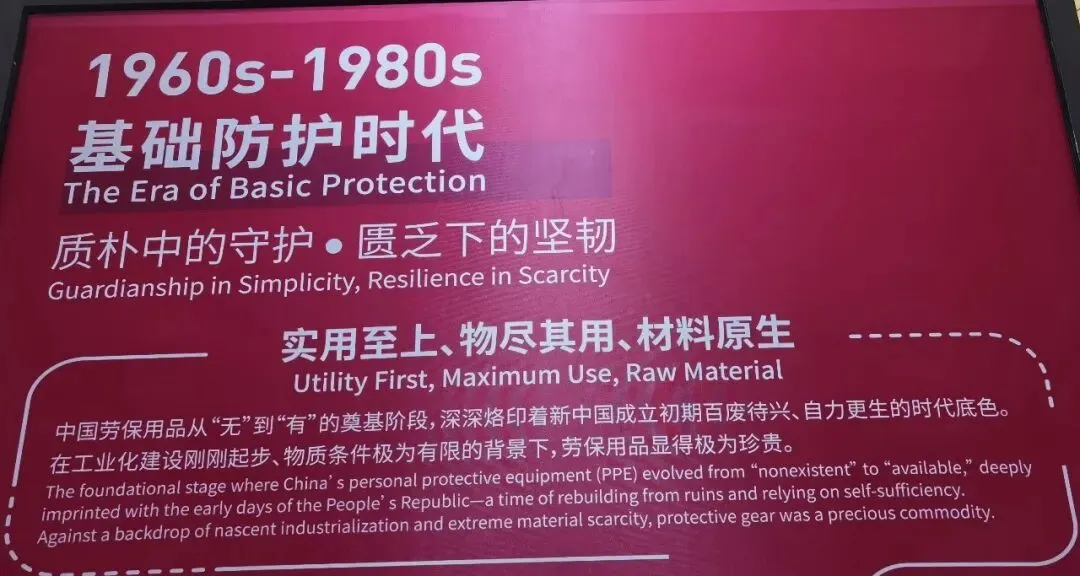 1960s-1980s
基础防护时代
The Era of Basic Protection
质朴中的守护•匮乏下的坚韧
Guardianship in Simplicity, Resilience in Scarcity
实用至上、物尽其用、材料原生
Utility First, Maximum Use, Raw Material
中国劳保用品从“无”到“有”的奠基阶段，深深烙印着新中国成立初期百废待兴、自力更生的时代底色。
在工业化建设刚刚起步、物质条件极为有限的背景下，劳保用品显得极为珍贵。
The foundational stage where China's personal protective equipment (PPE) evolved from “nonexistent” to “available,” deeply
imprinted with the early days of the People's Republic—a time of rebuilding from ruins and relying on self-sufficiency.
Against a backdrop of nascent industrialization and extreme material scarcity, protective gear was a precious commodity.